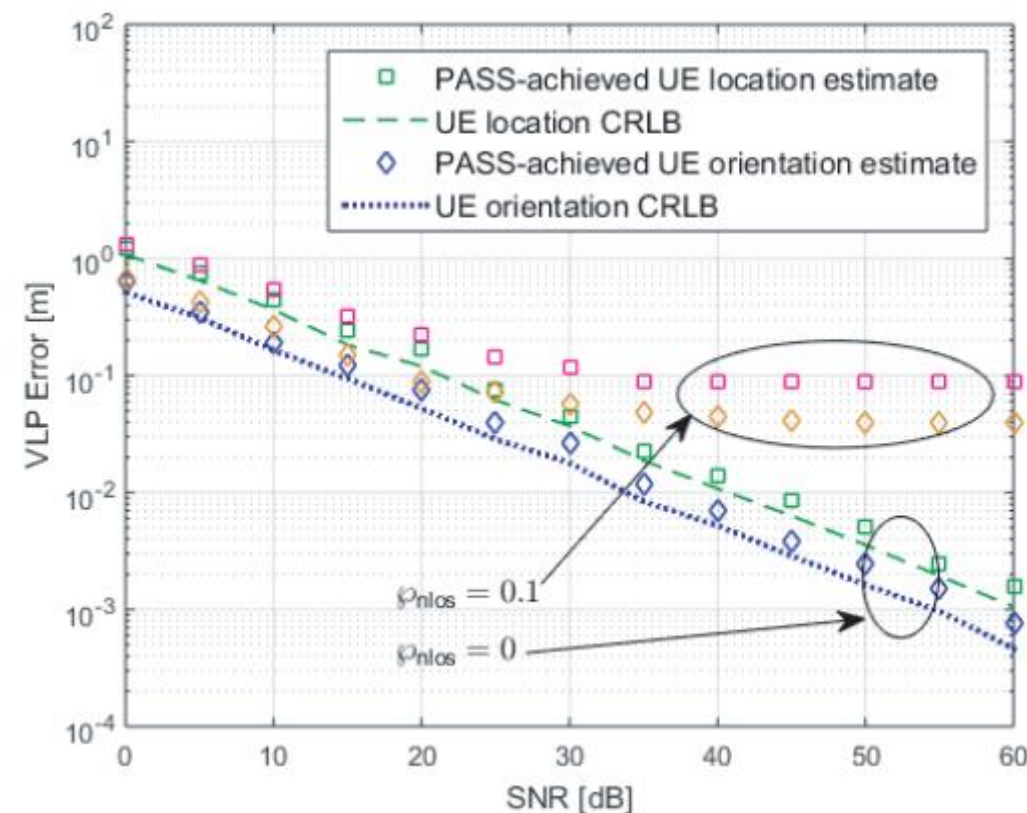 10^2
10^1
10^0
10^-1
10^-2
10^-3
10^-4
VLP Error [m]
PASS-achieved UE location estimate
UE location CRLB
PASS-achieved UE orientation estimate
UE orientation CRLB
℘nlos = 0.1
℘nlos = 0
0 10 20 30 40 50 60
SNR [dB]